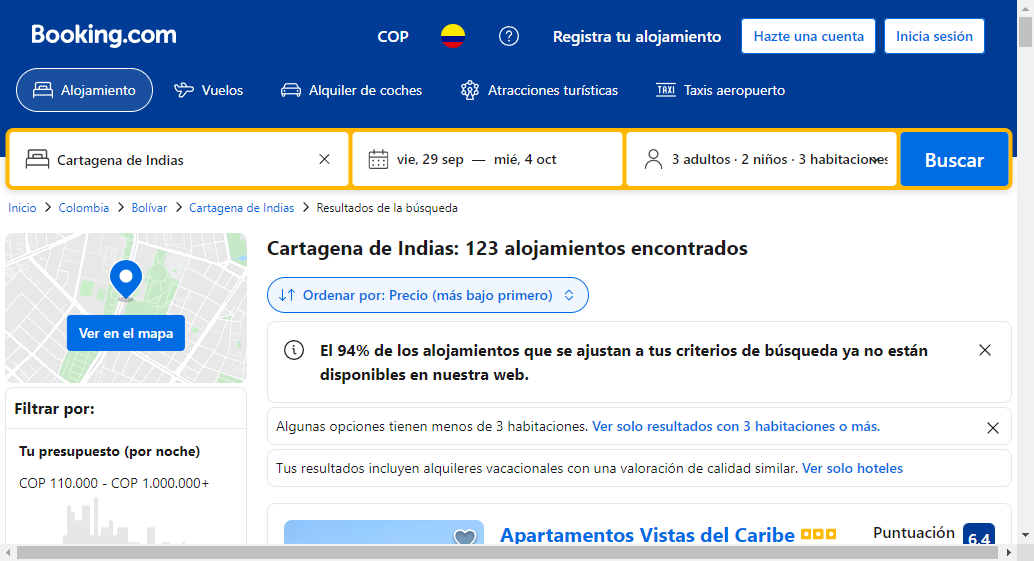 Booking.com
COP
Registra tu alojamiento
Hazte una cuenta
Inicia sesión
Alojamiento
Vuelos
Alquiler de coches
Atracciones turísticas
TAXI
Taxis aeropuerto
Cartagena de Indias
vie, 29 sep — mié, 4 oct
3 adultos · 2 niños · 3 habitaciones
Buscar
Inicio > Colombia > Bolívar > Cartagena de Indias > Resultados de la búsqueda
Ver en el mapa
Filtrar por:
Tu presupuesto (por noche)
COP 110.000 - COP 1.000.000+
Cartagena de Indias: 123 alojamientos encontrados
Ordenar por: Precio (más bajo primero)
El 94% de los alojamientos que se ajustan a tus criterios de búsqueda ya no están
disponibles en nuestra web.
Algunas opciones tienen menos de 3 habitaciones. Ver solo resultados con 3 habitaciones o más.
Tus resultados incluyen alquileres vacacionales con una valoración de calidad similar. Ver solo hoteles
Apartamentos Vistas del Caribe
Puntuación
6,4